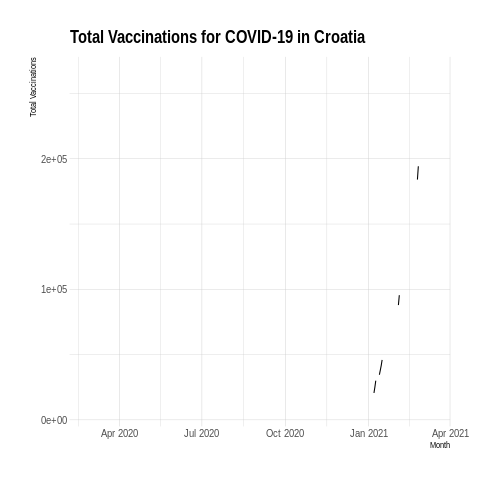 Total Vaccinations for COVID-19 in Croatia
Total Vaccinations
2e+05
1e+05
0e+00
Apr 2020 Jul 2020 Oct 2020 Jan 2021 Apr 2021
Month